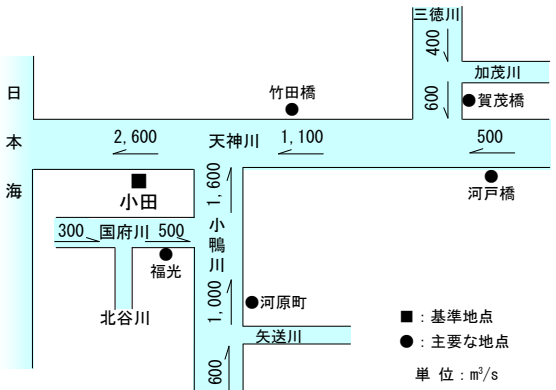 三徳川
400
加茂川
600
賀茂橋
竹田橋
日本海
2,600
天神川
1,100
500
河戸橋
小田
1,600
300
国府川
500
小鴨川
福光
北谷川
1,000
河原町
矢送川
600
■：基準地点
●：主要な地点
単 位：m³/s